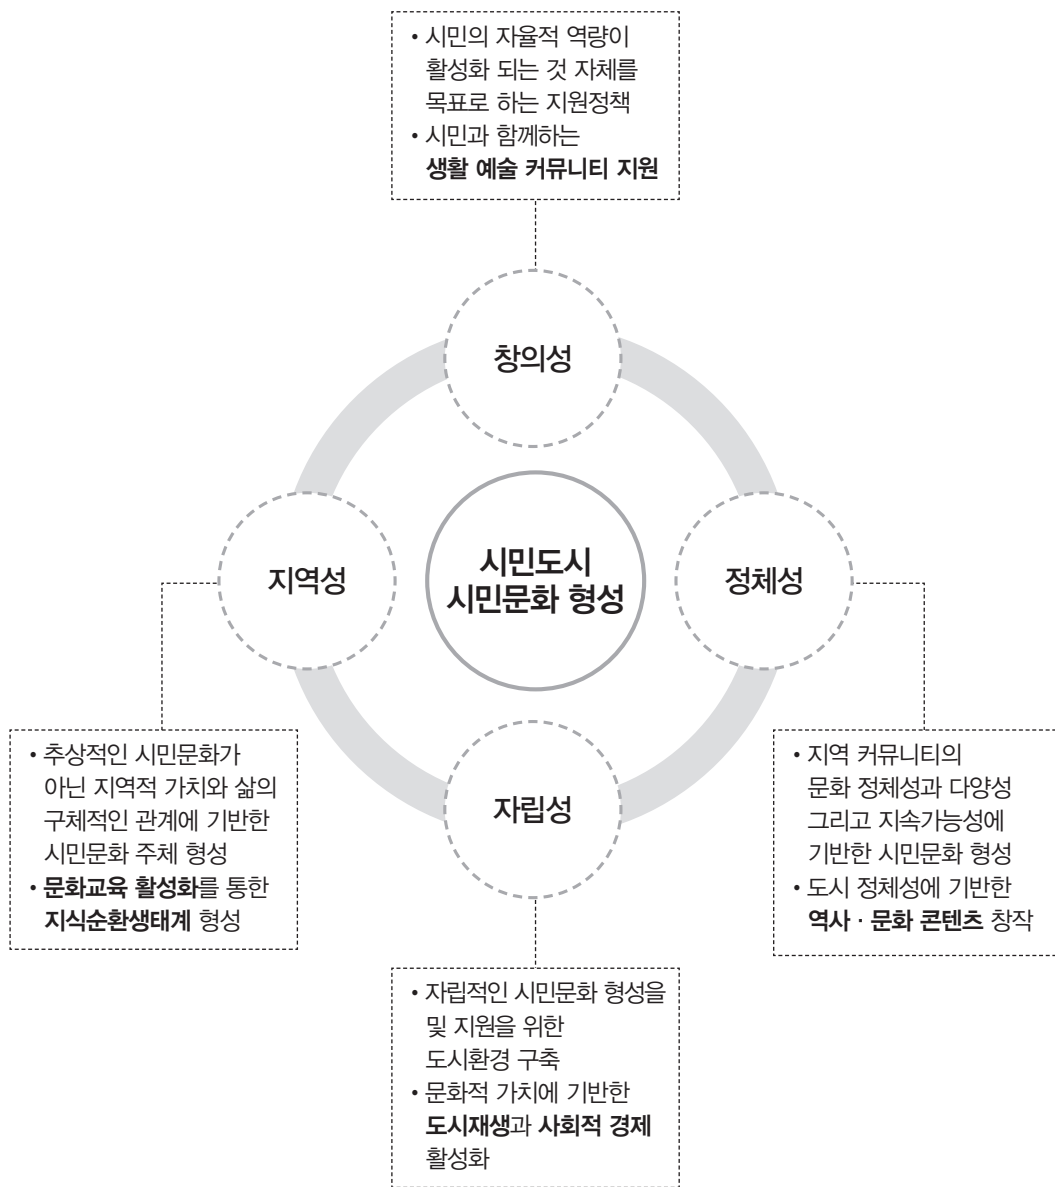 • 시민의 자율적 역량이
활성화 되는 것 자체를
목표로 하는 지원정책
• 시민과 함께하는
생활 예술 커뮤니티 지원
창의성
지역성
시민도시
시민문화 형성
정체성
자립성
• 추상적인 시민문화가
아닌 지역적 가치와 삶의
구체적인 관계에 기반한
시민문화 주체 형성
• 문화교육 활성화를 통한
지식순환생태계 형성
• 지역 커뮤니티의
문화 정체성과 다양성
그리고 지속가능성에
기반한 시민문화 형성
• 도시 정체성에 기반한
역사 · 문화 콘텐츠 창작
• 자립적인 시민문화 형성을
및 지원을 위한
도시환경 구축
• 문화적 가치에 기반한
도시재생과 사회적 경제
활성화